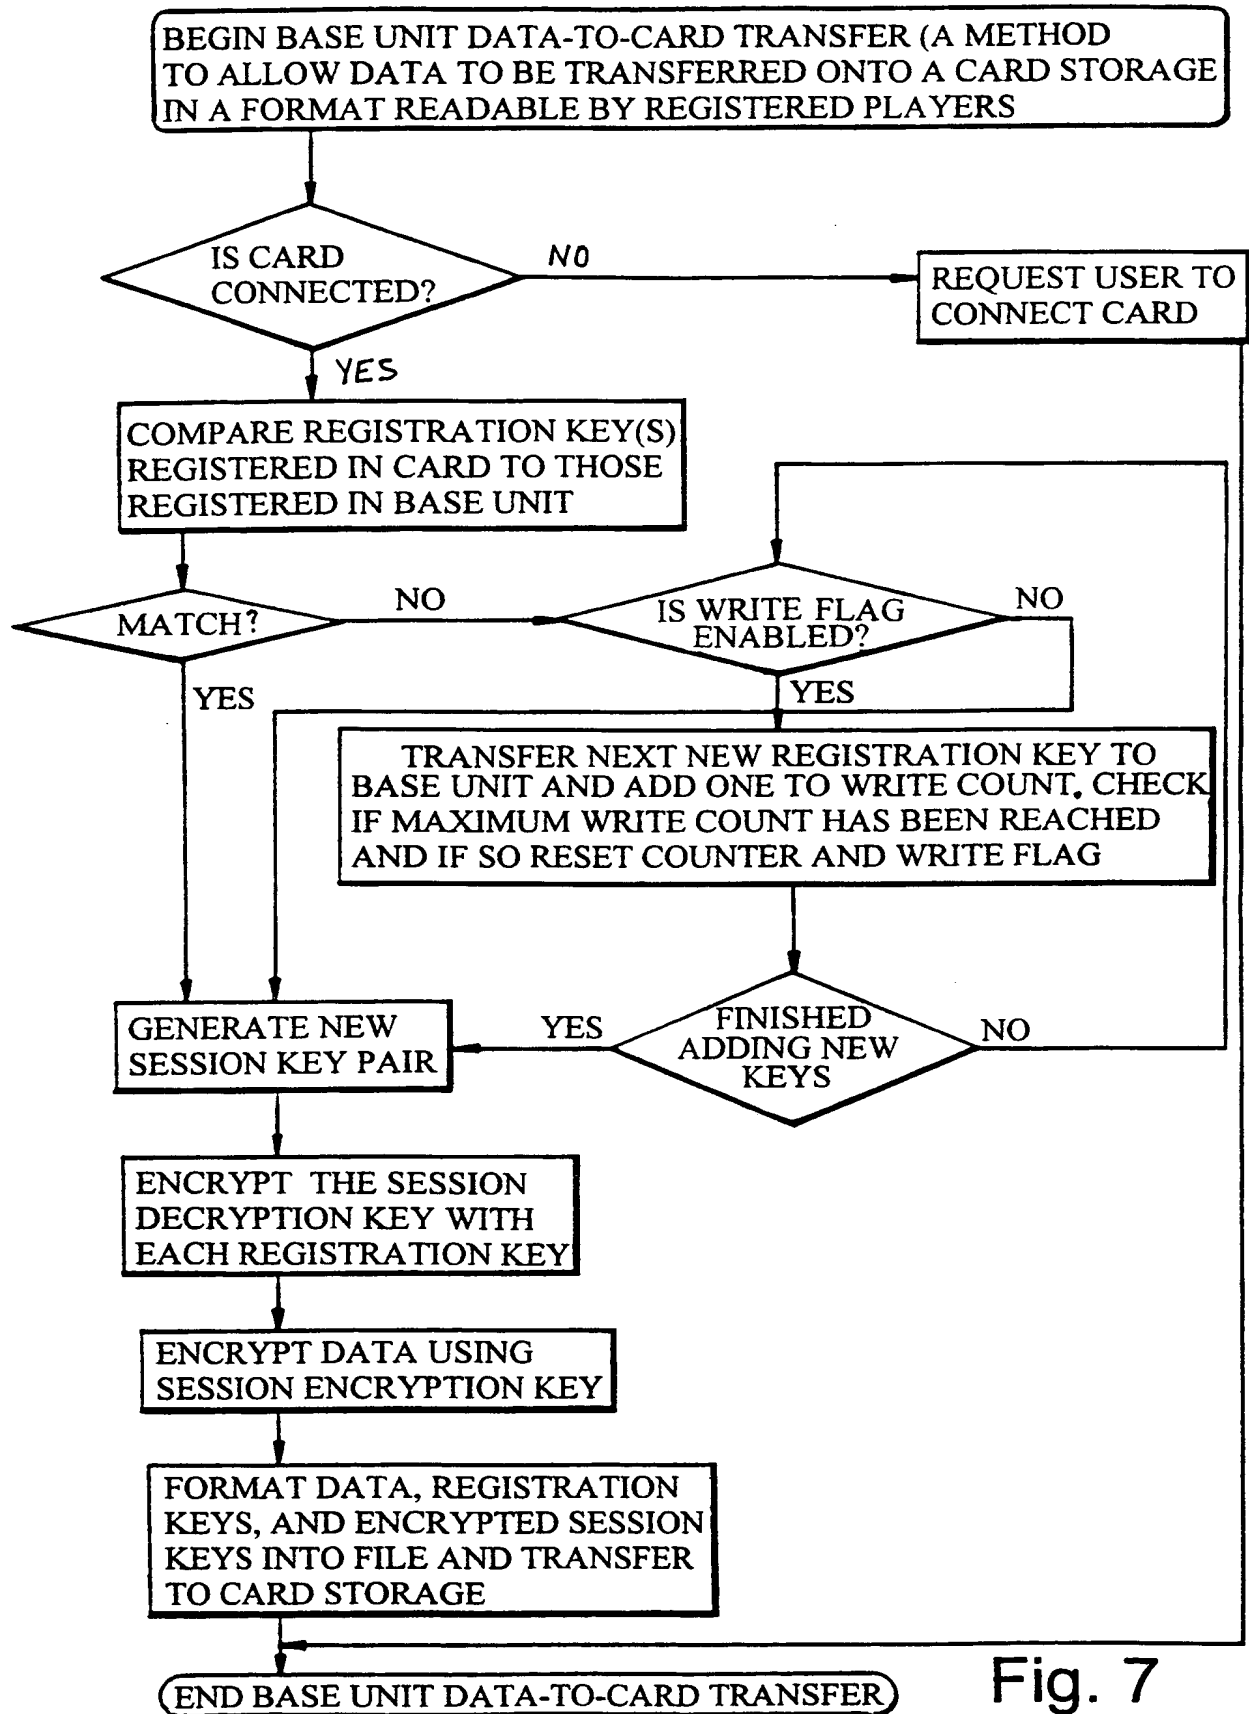 BEGIN BASE UNIT DATA-TO-CARD TRANSFER (A METHOD
TO ALLOW DATA TO BE TRANSFERRED ONTO A CARD STORAGE
IN A FORMAT READABLE BY REGISTERED PLAYERS
IS CARD
CONNECTED?
NO
REQUEST USER TO
CONNECT CARD
YES
COMPARE REGISTRATION KEY(S)
REGISTERED IN CARD TO THOSE
REGISTERED IN BASE UNIT
MATCH?
NO
IS WRITE FLAG
ENABLED?
NO
YES
YES
TRANSFER NEXT NEW REGISTRATION KEY TO
BASE UNIT AND ADD ONE TO WRITE COUNT. CHECK
IF MAXIMUM WRITE COUNT HAS BEEN REACHED
AND IF SO RESET COUNTER AND WRITE FLAG
GENERATE NEW
SESSION KEY PAIR
YES
FINISHED
ADDING NEW
KEYS
NO
ENCRYPT THE SESSION
DECRYPTION KEY WITH
EACH REGISTRATION KEY
ENCRYPT DATA USING
SESSION ENCRYPTION KEY
FORMAT DATA, REGISTRATION
KEYS, AND ENCRYPTED SESSION
KEYS INTO FILE AND TRANSFER
TO CARD STORAGE
END BASE UNIT DATA-TO-CARD TRANSFER
Fig. 7